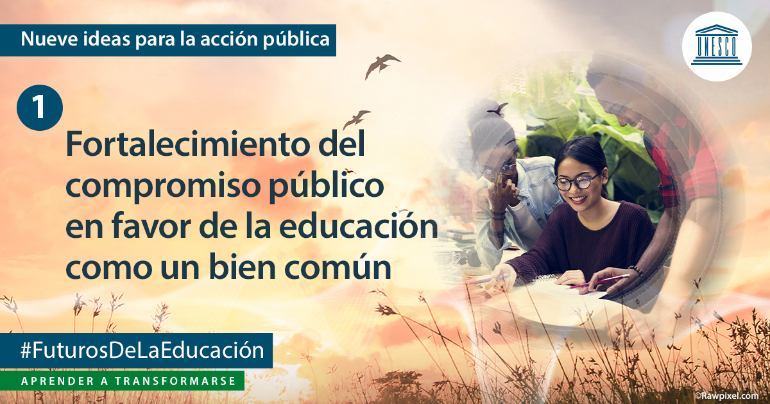 Nueve ideas para la acción pública
UNESCO
1
Fortalecimiento del
compromiso público
en favor de la educación
como un bien común
#FuturosDeLaEducación
APRENDER A TRANSFORMARSE
©Rawpixel.com